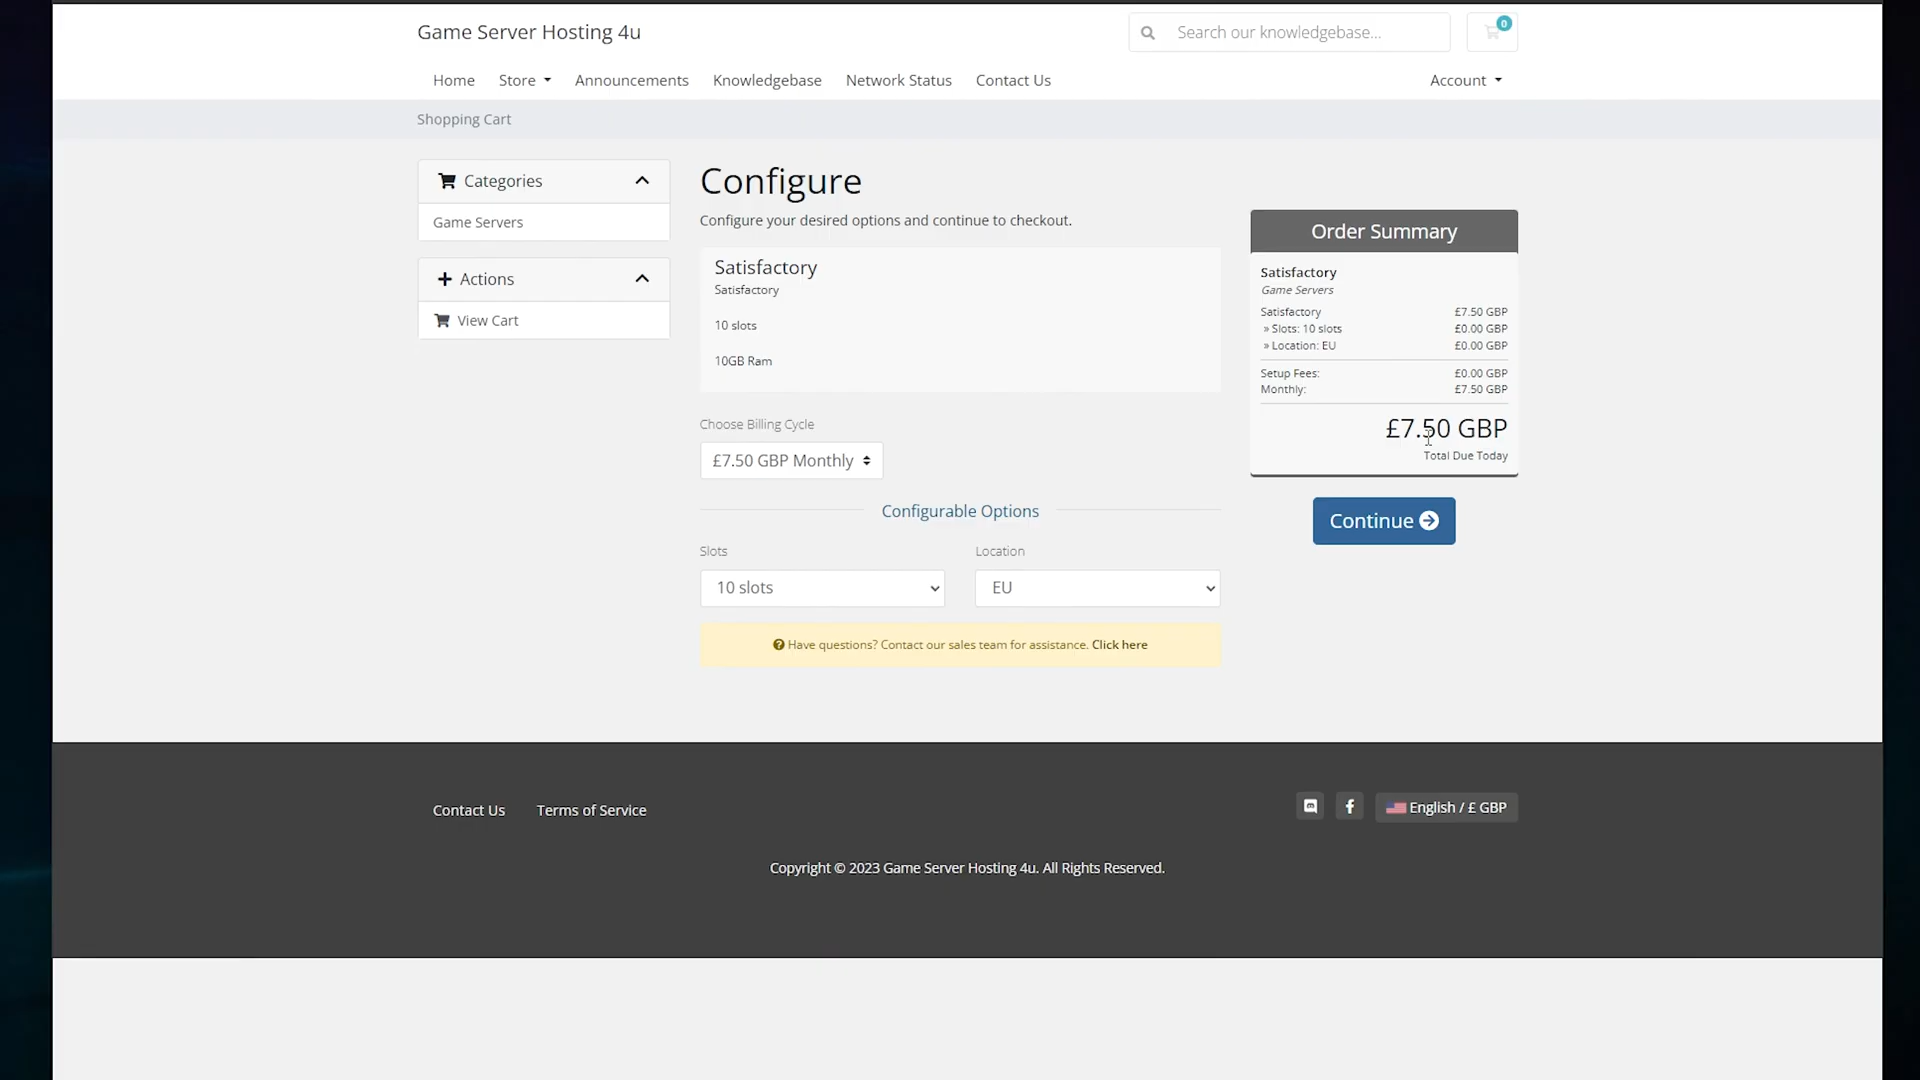 Game Server Hosting 4u
Search our knowledgebase...
0
Home
Store
Announcements
Knowledgebase
Network Status
Contact Us
Account
Shopping Cart
Categories
Game Servers
Actions
View Cart
Configure
Configure your desired options and continue to checkout.
Satisfactory
Satisfactory
10 slots
10GB Ram
Choose Billing Cycle
£7.50 GBP Monthly
Configurable Options
Slots
Location
10 slots
EU
Have questions? Contact our sales team for assistance. Click here
Order Summary
Satisfactory
Game Servers
Satisfactory £7.50 GBP
» Slots: 10 slots £0.00 GBP
» Location: EU £0.00 GBP
Setup Fees: £0.00 GBP
Monthly: £7.50 GBP
£7.50 GBP
Total Due Today
Continue
Contact Us
Terms of Service
English / £ GBP
Copyright © 2023 Game Server Hosting 4u. All Rights Reserved.